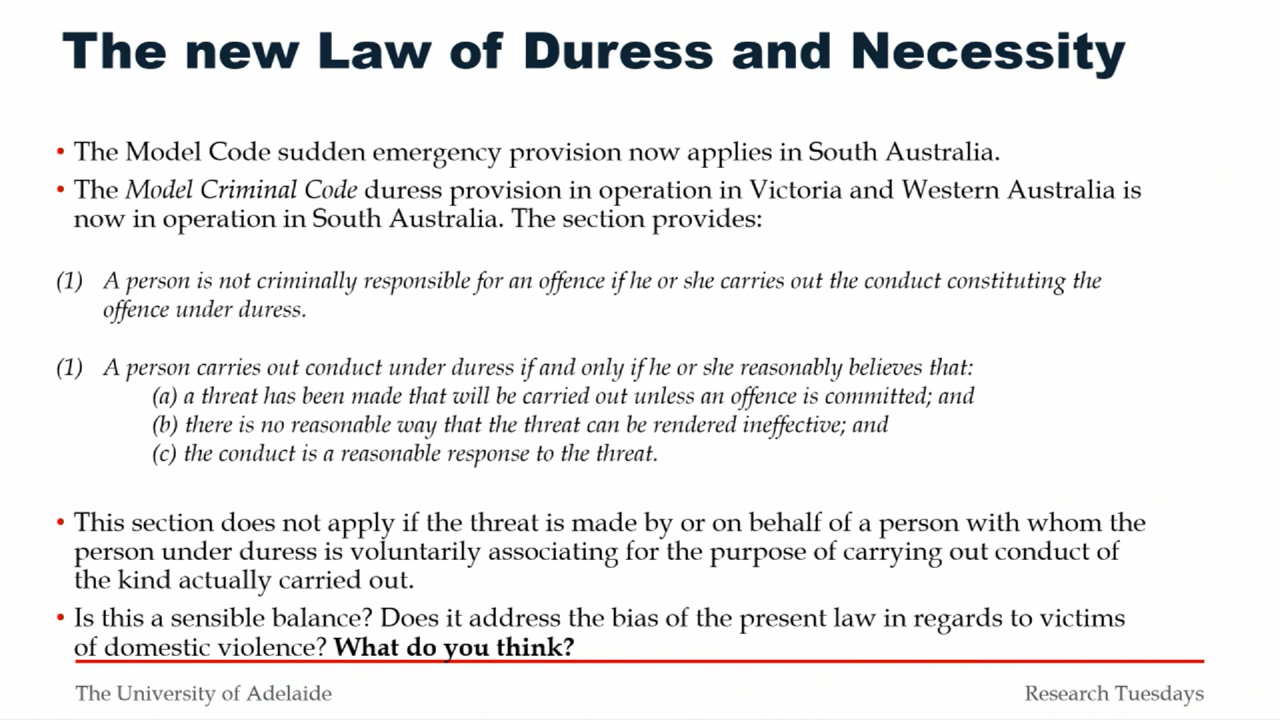 The new Law of Duress and Necessity
• The Model Code sudden emergency provision now applies in South Australia.
• The Model Criminal Code duress provision in operation in Victoria and Western Australia is
now in operation in South Australia. The section provides:
(1) A person is not criminally responsible for an offence if he or she carries out the conduct constituting the
offence under duress.
(1) A person carries out conduct under duress if and only if he or she reasonably believes that:
(a) a threat has been made that will be carried out unless an offence is committed; and
(b) there is no reasonable way that the threat can be rendered ineffective; and
(c) the conduct is a reasonable response to the threat.
• This section does not apply if the threat is made by or on behalf of a person with whom the
person under duress is voluntarily associating for the purpose of carrying out conduct of
the kind actually carried out.
• Is this a sensible balance? Does it address the bias of the present law in regards to victims
of domestic violence? What do you think?
The University of Adelaide
Research Tuesdays